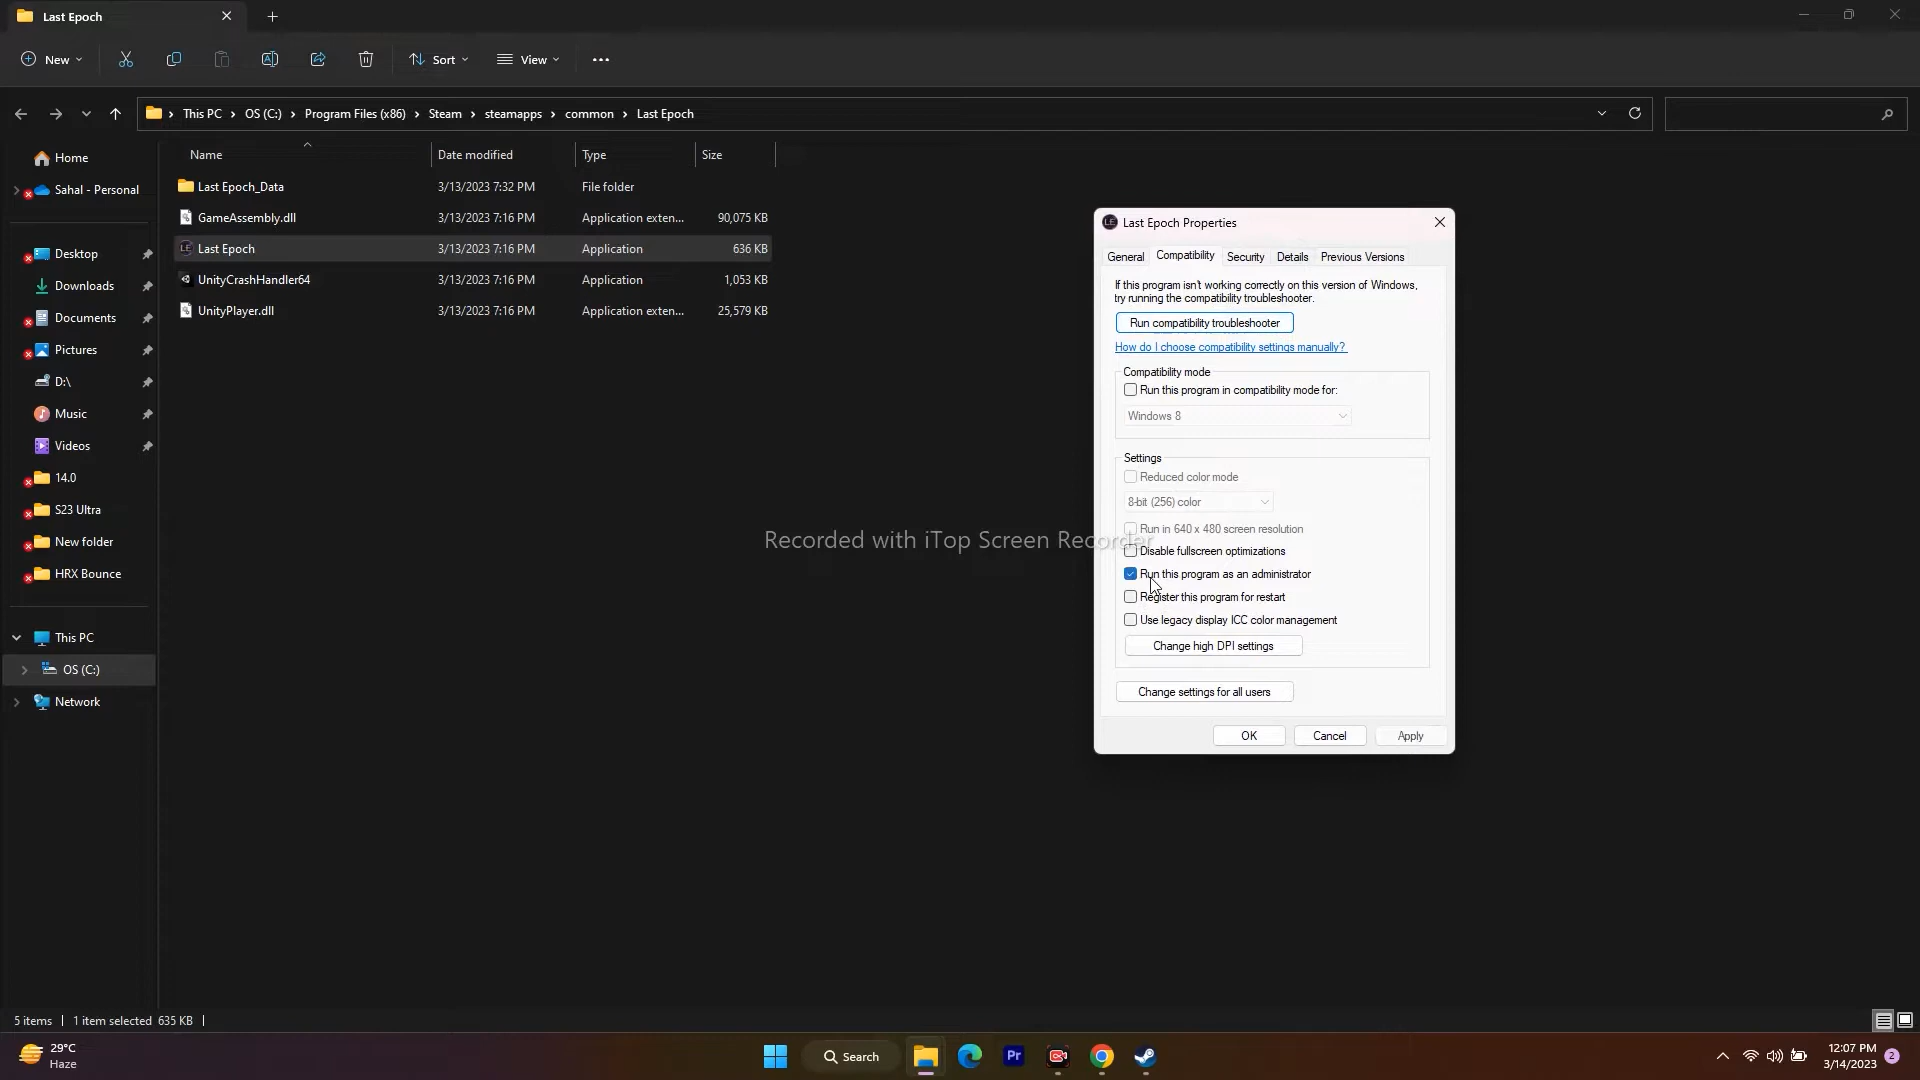 Last Epoch
New
Sort
View
This PC > OS (C:) > Program Files (x86) > Steam > steamapps > common > Last Epoch
Name Date modified Type Size
Last Epoch_Data 3/13/2023 7:32 PM File folder
GameAssembly.dll 3/13/2023 7:16 PM Application exten... 90,075 KB
Last Epoch 3/13/2023 7:16 PM Application 636 KB
UnityCrashHandler64 3/13/2023 7:16 PM Application 1,053 KB
UnityPlayer.dll 3/13/2023 7:16 PM Application exten... 25,579 KB
Home
Sahal - Personal
Desktop
Downloads
Documents
Pictures
D:\
Music
Videos
14.0
S23 Ultra
New folder
HRX Bounce
This PC
OS (C:)
Network
Last Epoch Properties
General Compatibility Security Details Previous Versions
If this program isn't working correctly on this version of Windows,
try running the compatibility troubleshooter.
Run compatibility troubleshooter
How do I choose compatibility settings manually?
Compatibility mode
Run this program in compatibility mode for:
Windows 8
Settings
Reduced color mode
8-bit (256) color
Run in 640 x 480 screen resolution
Disable fullscreen optimizations
Run this program as an administrator
Register this program for restart
Use legacy display ICC color management
Change high DPI settings
Change settings for all users
OK Cancel Apply
Recorded with iTop Screen Recorder
5 items | 1 item selected 635 KB |
29°C
Haze
Search
Pr
12:07 PM
3/14/2023
2